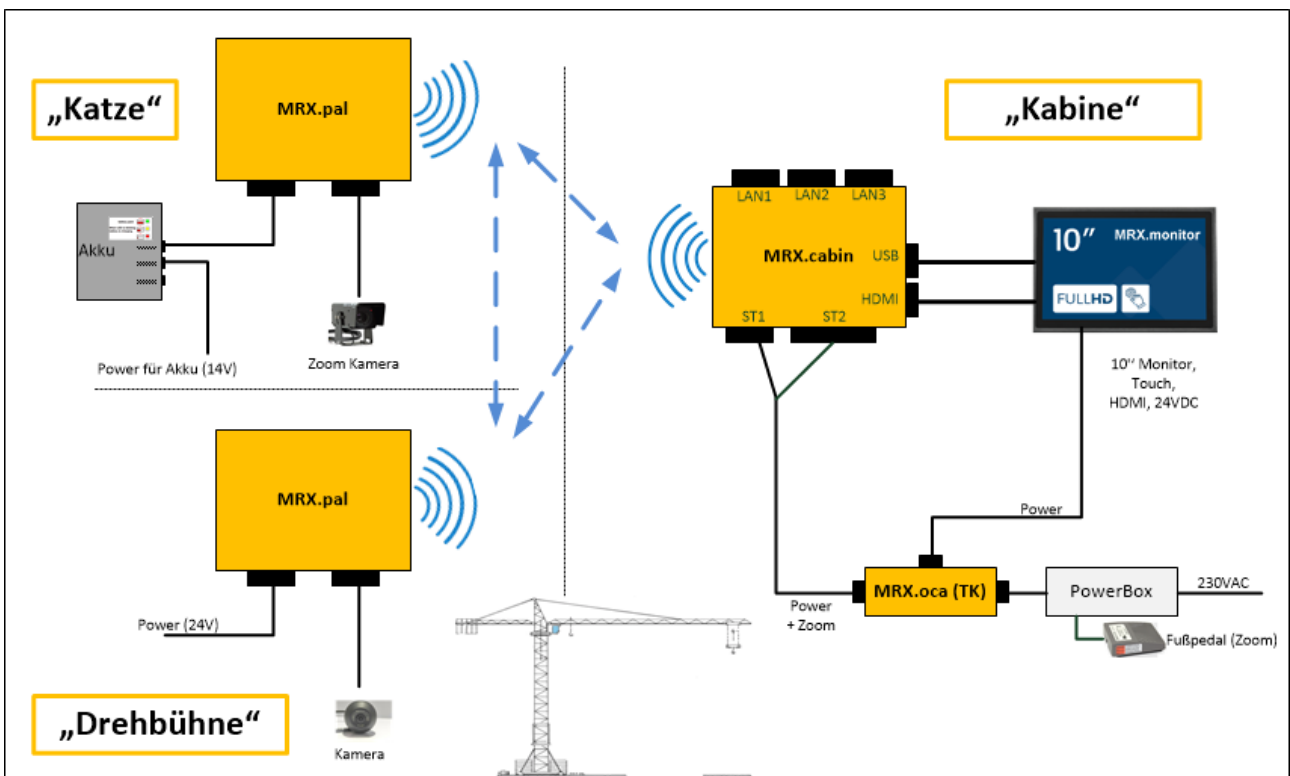 „Katze“
MRX.pal
Akku
Power für Akku (14V)
Zoom Kamera
MRX.pal
Power (24V)
Kamera
„Drehbühne“
„Kabine“
LAN1 LAN2 LAN3
MRX.cabin
USB
HDMI
ST1 ST2
10″ MRX.monitor
FULLHD
10’’ Monitor,
Touch,
HDMI, 24VDC
Power
MRX.oca (TK)
Power
+ Zoom
PowerBox
230VAC
Fußpedal (Zoom)